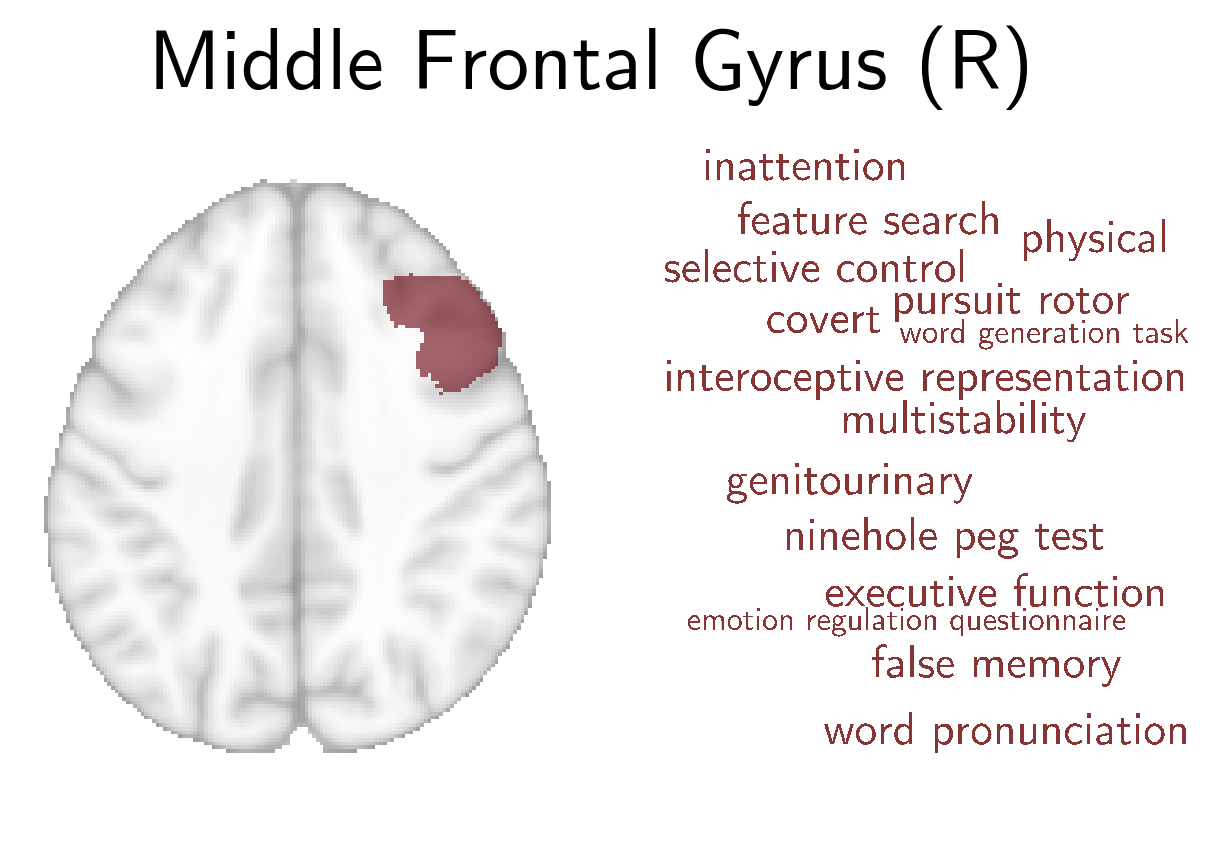 Middle Frontal Gyrus (R)
inattention
feature search
physical
selective control
pursuit rotor
covert
word generation task
interoceptive representation
multistability
genitourinary
ninehole peg test
executive function
emotion regulation questionnaire
false memory
word pronunciation